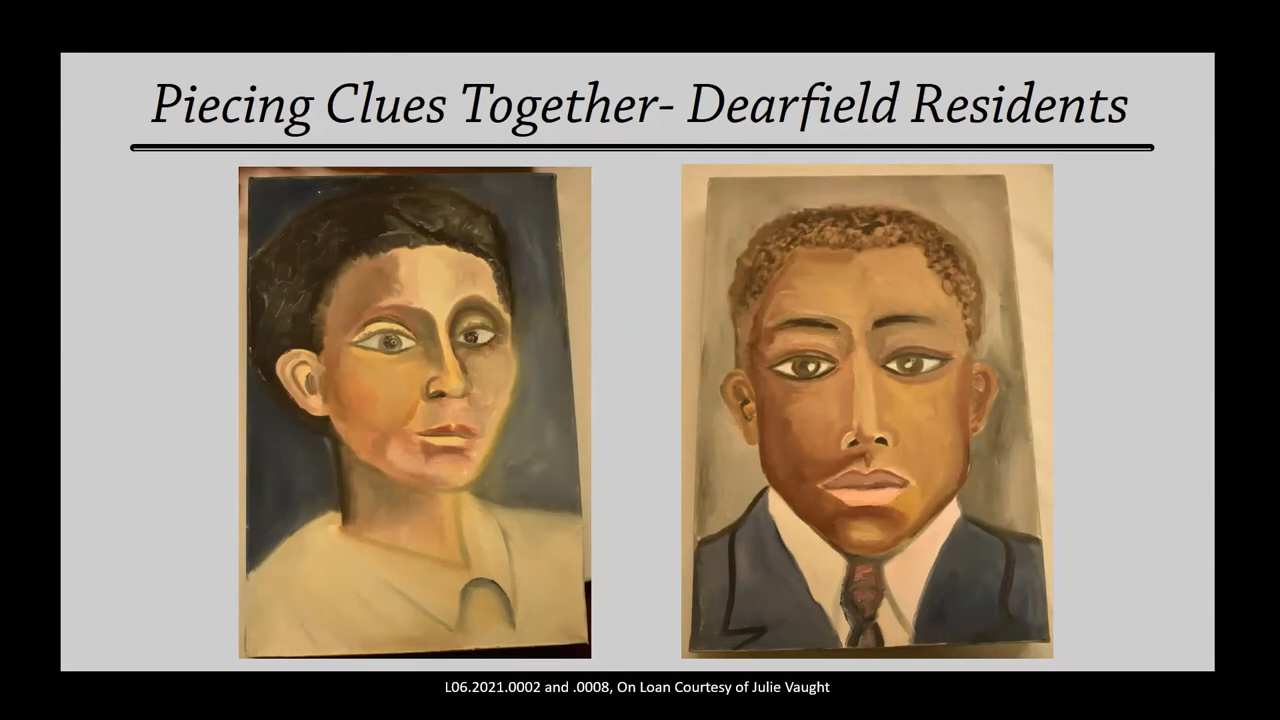 Piecing Clues Together- Dearfield Residents
L06.2021.0002 and .0008, On Loan Courtesy of Julie Vaught